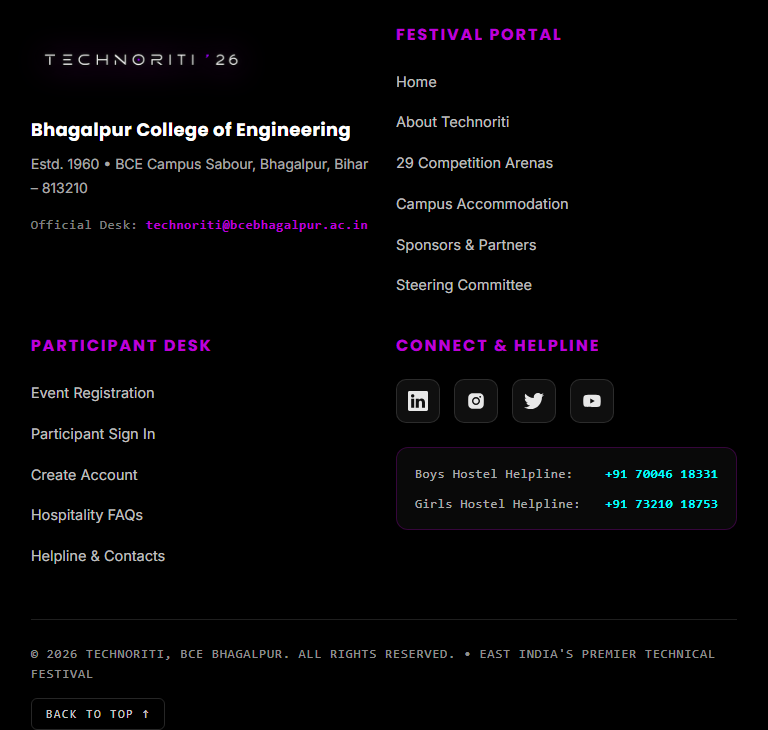 TECHNORITI '26
Bhagalpur College of Engineering
Estd. 1960 • BCE Campus Sabour, Bhagalpur, Bihar
– 813210
Official Desk: technoriti@bcebhagalpur.ac.in
FESTIVAL PORTAL
Home
About Technoriti
29 Competition Arenas
Campus Accommodation
Sponsors & Partners
Steering Committee
PARTICIPANT DESK
Event Registration
Participant Sign In
Create Account
Hospitality FAQs
Helpline & Contacts
CONNECT & HELPLINE
in
Boys Hostel Helpline: +91 70046 18331
Girls Hostel Helpline: +91 73210 18753
© 2026 TECHNORITI, BCE BHAGALPUR. ALL RIGHTS RESERVED. • EAST INDIA'S PREMIER TECHNICAL
FESTIVAL
BACK TO TOP ↑